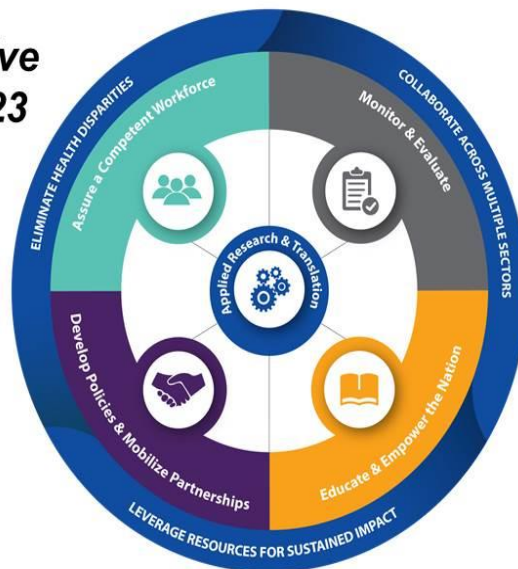 ve
23
ELIMINATE HEALTH DISPARITIES
COLLABORATE ACROSS MULTIPLE SECTORS
Assure a Competent Workforce
Monitor & Evaluate
Applied Research & Translation
Develop Policies & Mobilize Partnerships
Educate & Empower the Nation
LEVERAGE RESOURCES FOR SUSTAINED IMPACT